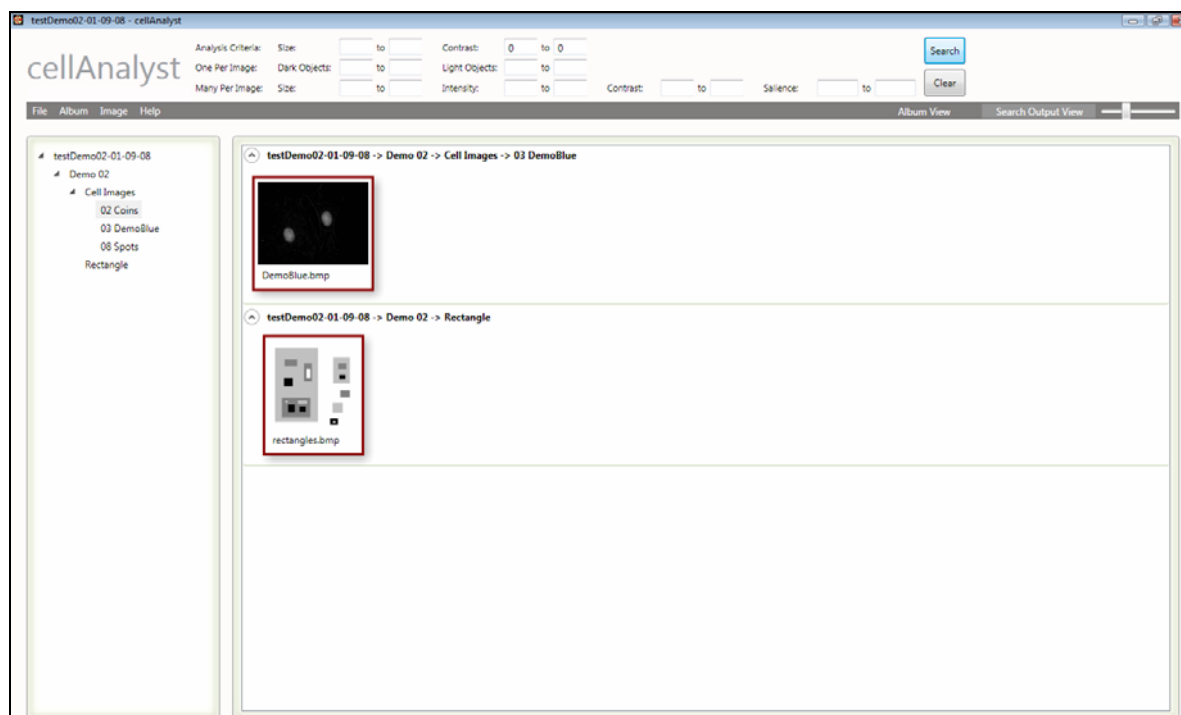 testDemo02-01-09-08 - cellAnalyst
cellAnalyst
Analysis Criteria: Size: to Contrast: 0 to 0
One Per Image: Dark Objects: to Light Objects: to
Many Per Image: Size: to Intensity: to Contrast: to Salience: to
Search
Clear
File Album Image Help Album View Search Output View
testDemo02-01-09-08
Demo 02
Cell Images
02 Coins
03 DemoBlue
08 Spots
Rectangle
testDemo02-01-09-08 -> Demo 02 -> Cell Images -> 03 DemoBlue
DemoBlue.bmp
testDemo02-01-09-08 -> Demo 02 -> Rectangle
rectangles.bmp